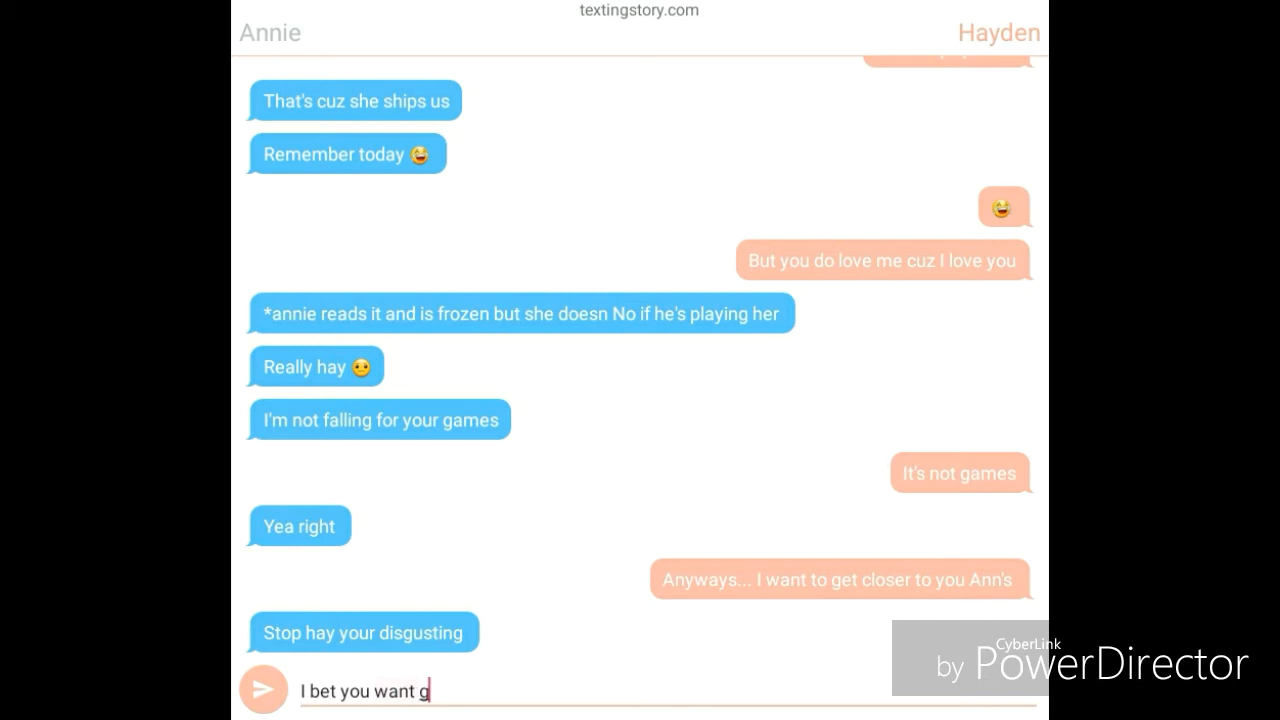 textingstory.com
Annie
Hayden
That's cuz she ships us
Remember today 😂
😂
But you do love me cuz I love you
*annie reads it and is frozen but she doesn No if he's playing her
Really hay 😐
I'm not falling for your games
It's not games
Yea right
Anyways... I want to get closer to you Ann's
Stop hay your disgusting
I bet you want g
CyberLink
by PowerDirector